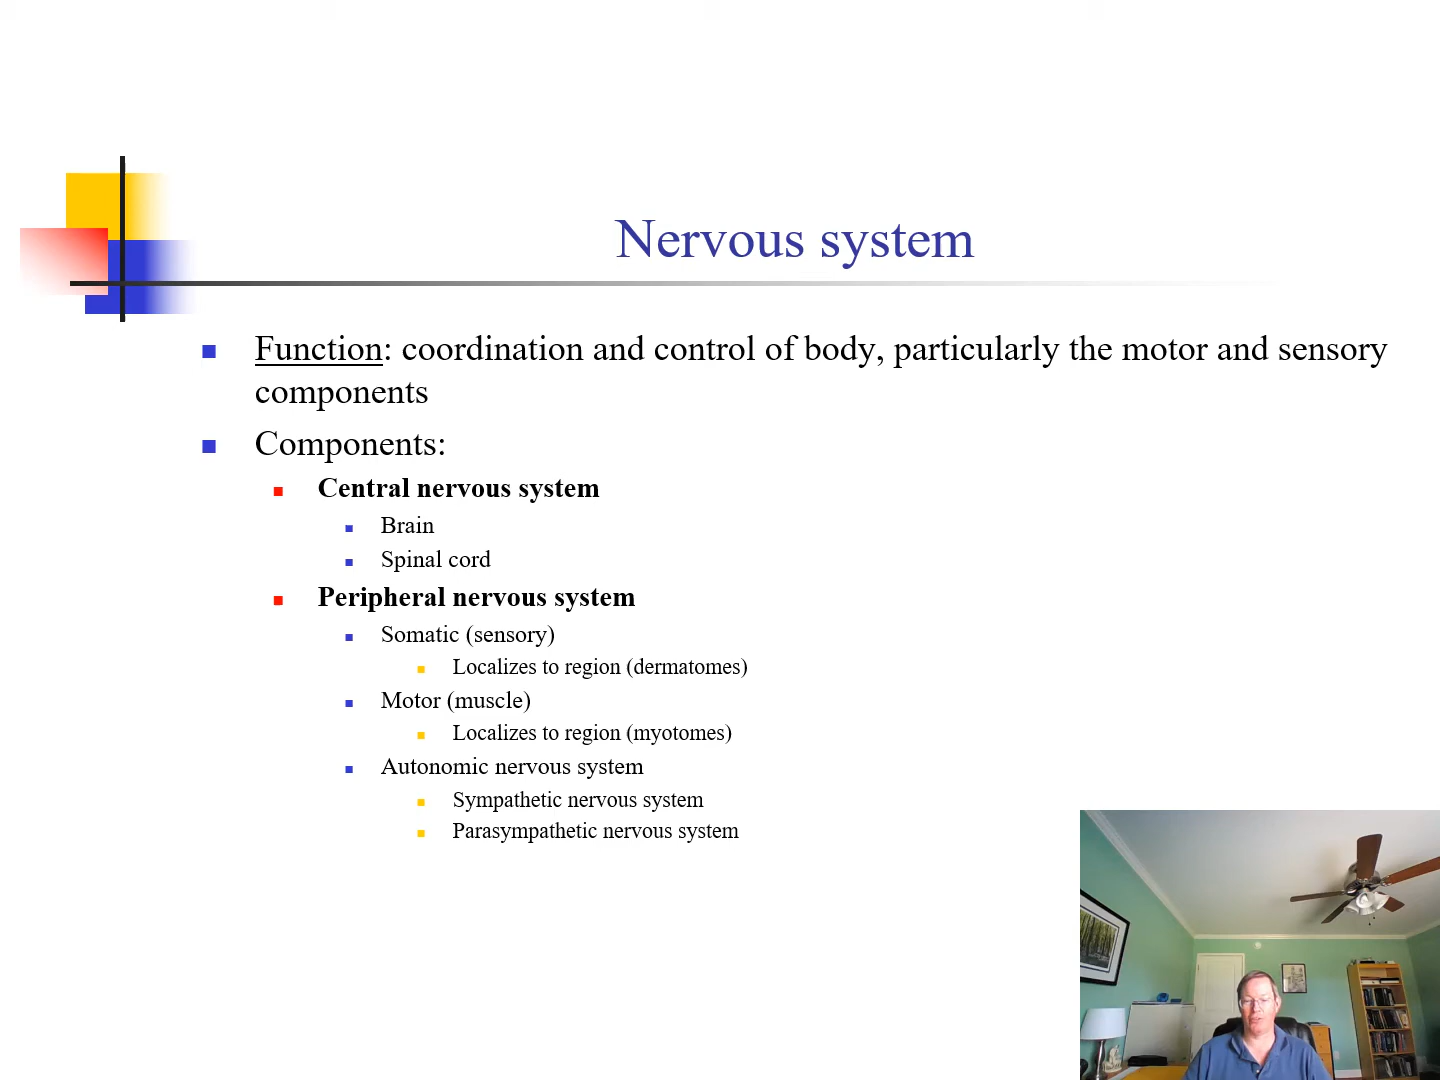 Nervous system
Function: coordination and control of body, particularly the motor and sensory
components
Components:
Central nervous system
Brain
Spinal cord
Peripheral nervous system
Somatic (sensory)
Localizes to region (dermatomes)
Motor (muscle)
Localizes to region (myotomes)
Autonomic nervous system
Sympathetic nervous system
Parasympathetic nervous system